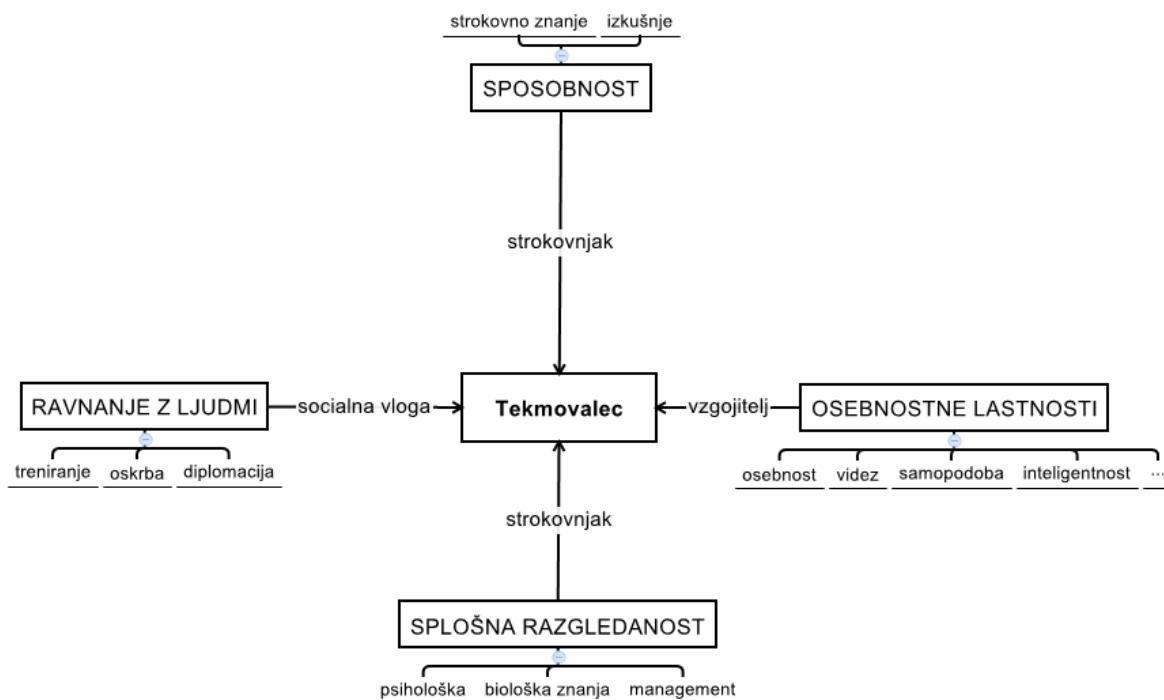 strokovno znanje izkušnje
SPOSOBNOST
strokovnjak
RAVNANJE Z LJUDMI socialna vloga Tekmovalec vzgojitelj OSEBNOSTNE LASTNOSTI
treniranje oskrba diplomacija osebnost videz samopodoba inteligentnost ...
strokovnjak
SPLOŠNA RAZGLEDANOST
psihološka biološka znanja management